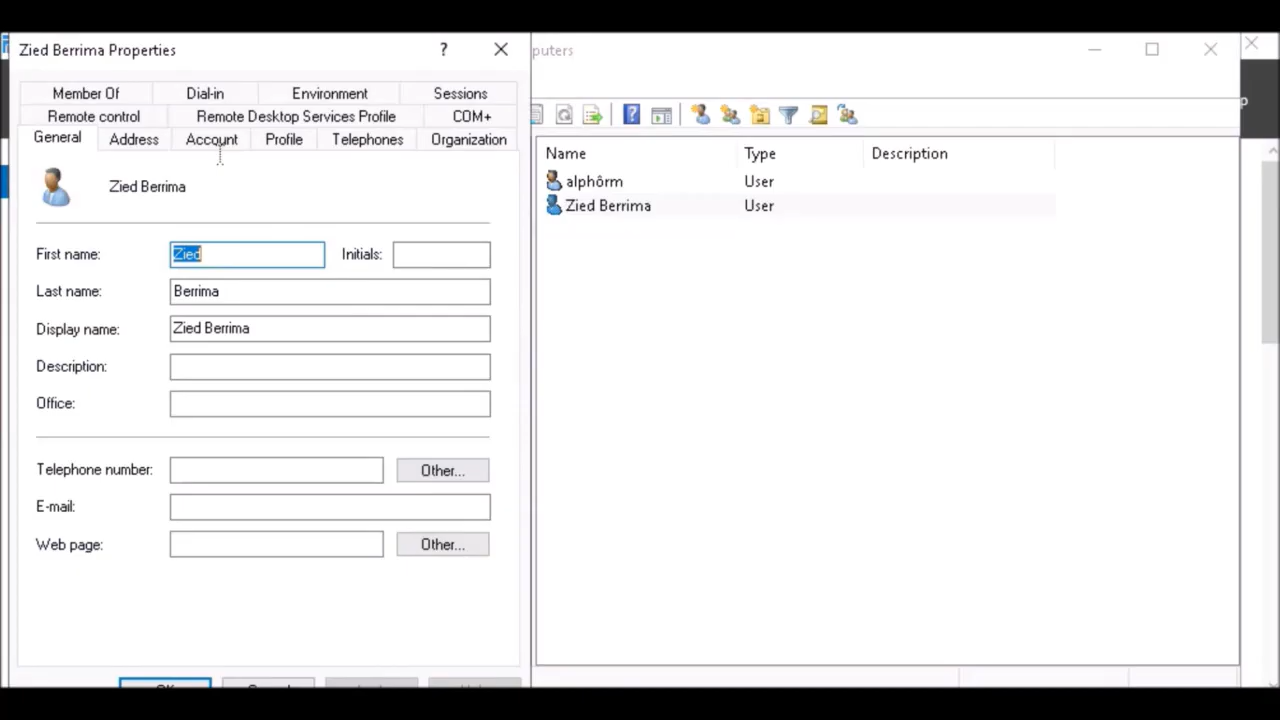 Zied Berrima Properties
?
puters
Member Of
Dial-in
Environment
Sessions
Remote control
Remote Desktop Services Profile
COM+
General
Address
Account
Profile
Telephones
Organization
Zied Berrima
First name:
Zied
Initials:
Last name:
Berrima
Display name:
Zied Berrima
Description:
Office:
Telephone number:
Other...
E-mail:
Web page:
Other...
Name
Type
Description
alphôrm
User
Zied Berrima
User
p